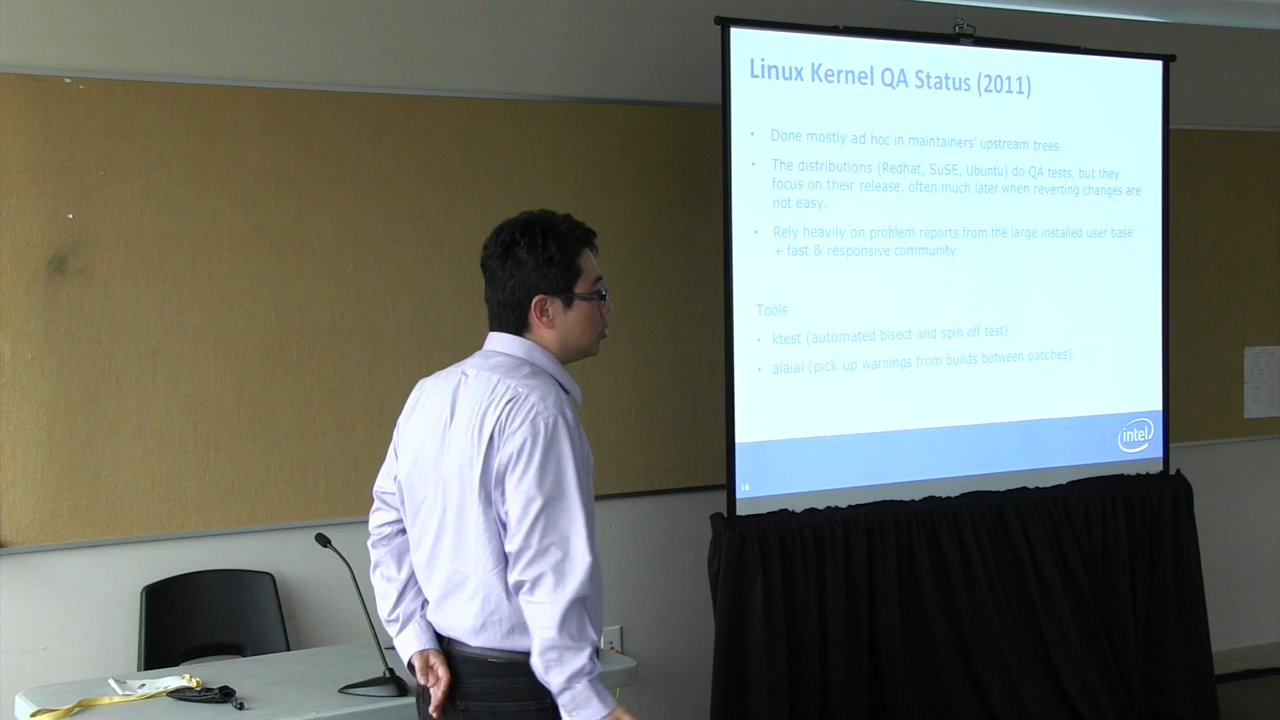 Linux Kernel QA Status (2011)
• Done mostly ad hoc in maintainers' upstream trees.
• The distributions (Redhat, SuSE, Ubuntu) do QA tests, but they
focus on their release, often much later when reverting changes are
not easy.
• Rely heavily on problem reports from the large installed user base
+ fast & responsive community
Tools
• ktest (automated bisect and spin off test)
• aiaiai (pick up warnings from builds between patches)
intel
16